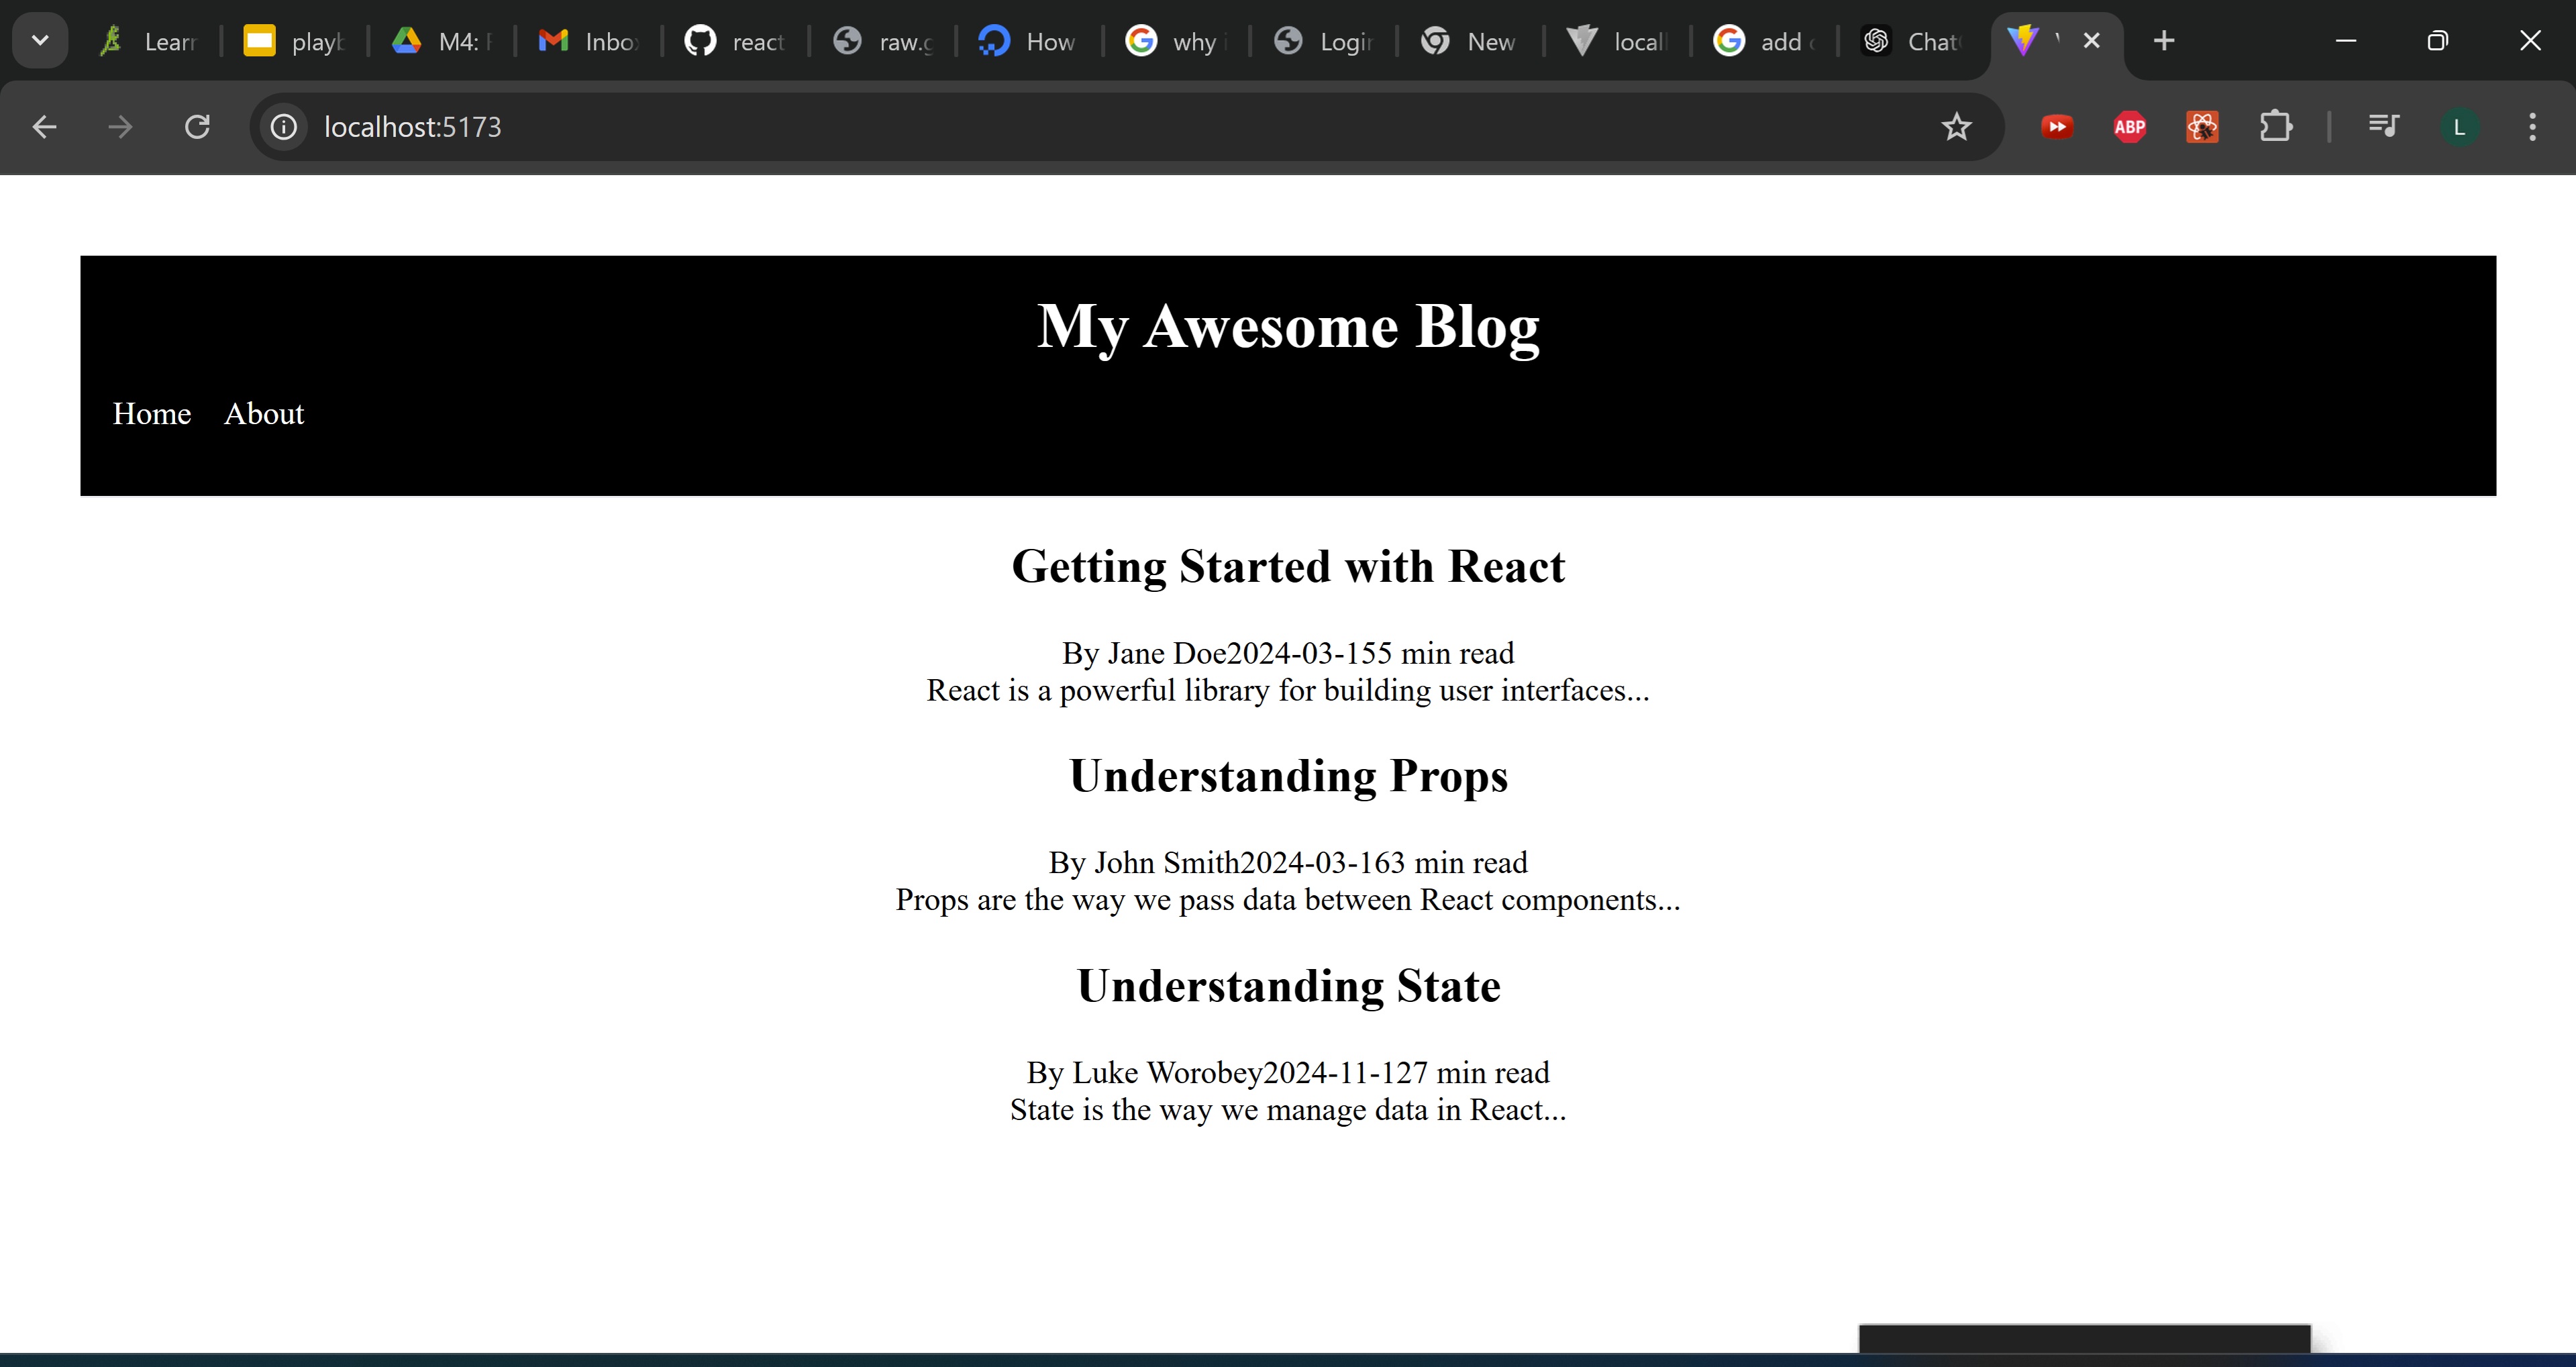 Learn playb M4: Inbo react raw.g How why Login New local add Chat
localhost:5173
ABP
L
My Awesome Blog
Home About
Getting Started with React
By Jane Doe2024-03-155 min read
React is a powerful library for building user interfaces...
Understanding Props
By John Smith2024-03-163 min read
Props are the way we pass data between React components...
Understanding State
By Luke Worobey2024-11-127 min read
State is the way we manage data in React...